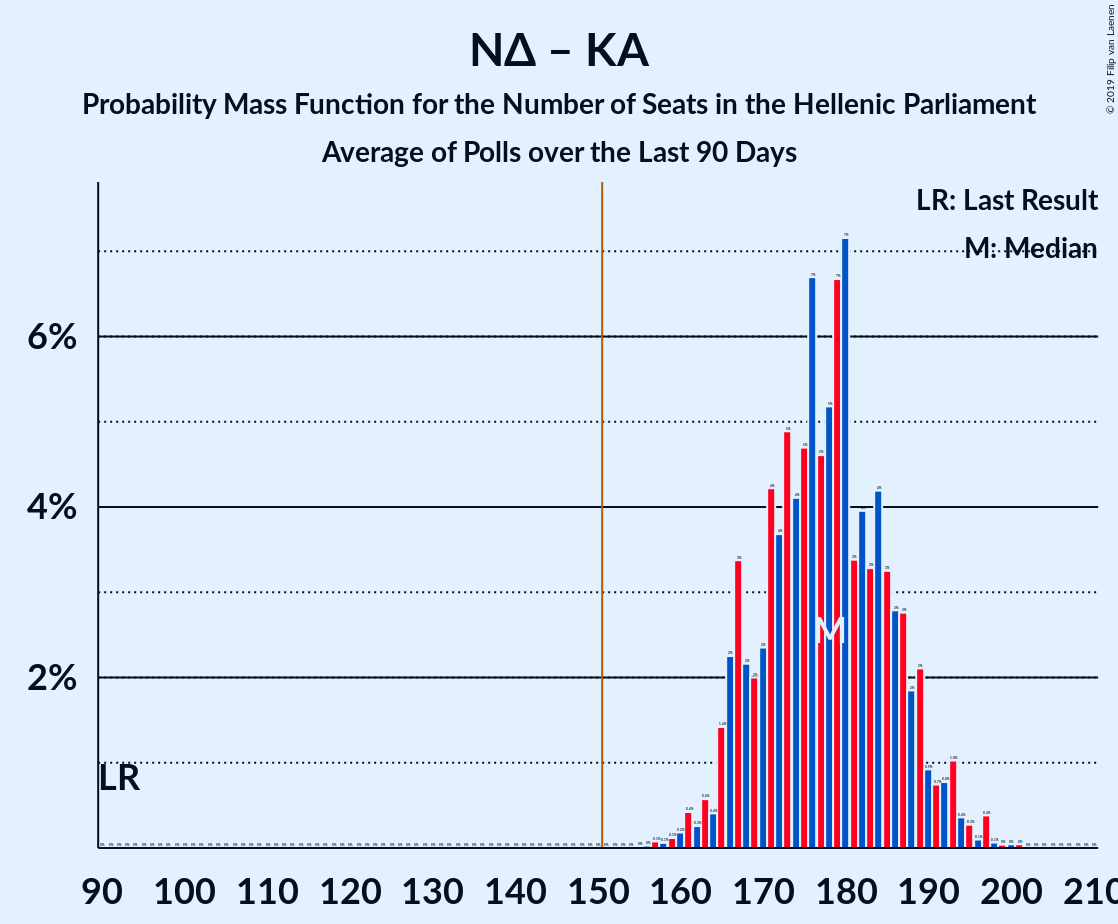 NΔ – KA
Probability Mass Function for the Number of Seats in the Hellenic Parliament
Average of Polls over the Last 90 Days
© 2019 Filip van Laenen
LR: Last Result
M: Median
6%
4%
2%
LR
M
90 100 110 120 130 140 150 160 170 180 190 200 210